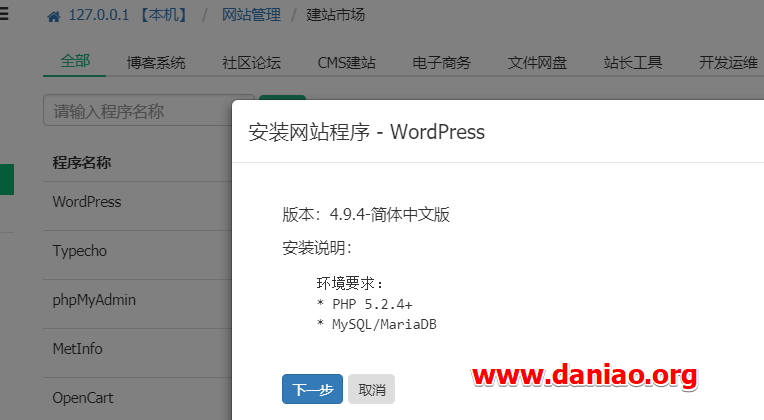 127.0.0.1 【本机】 / 网站管理 / 建站市场
全部 博客系统 社区论坛 CMS建站 电子商务 文件网盘 站长工具 开发运维
请输入程序名称
安装网站程序 - WordPress
程序名称
WordPress
版本：4.9.4-简体中文版
Typecho
安装说明：
环境要求：
phpMyAdmin
* PHP 5.2.4+
* MySQL/MariaDB
MetInfo
下一步 取消
www.daniao.org
OpenCart